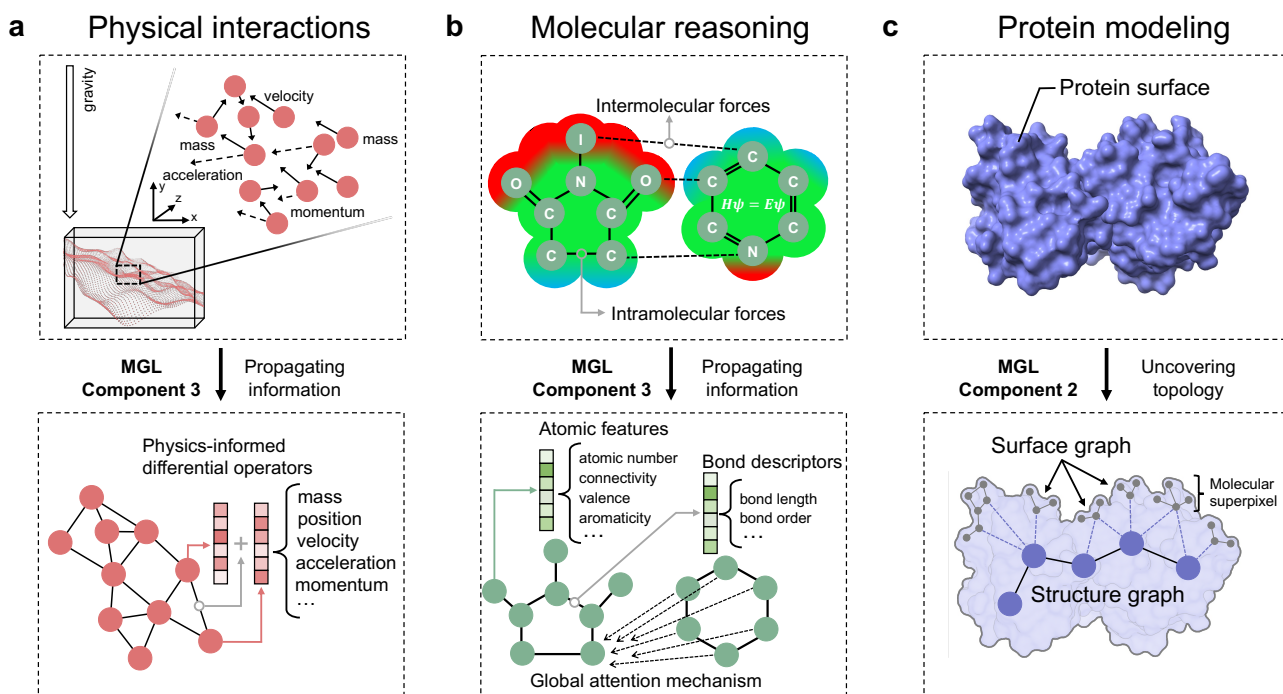 a Physical interactions
gravity
velocity
mass
mass
acceleration
momentum
y
z
x
MGL
Component 3
Propagating
information
Physics-informed
differential operators
+
mass
position
velocity
acceleration
momentum
...
b Molecular reasoning
Intermolecular forces
I
O
N
O
C
C
C
C
C
C
C
Hψ = Eψ
C
C
N
Intramolecular forces
MGL
Component 3
Propagating
information
Atomic features
atomic number
connectivity
valence
aromaticity
...
Bond descriptors
bond length
bond order
...
Global attention mechanism
c Protein modeling
Protein surface
MGL
Component 2
Uncovering
topology
Surface graph
Molecular
superpixel
Structure graph